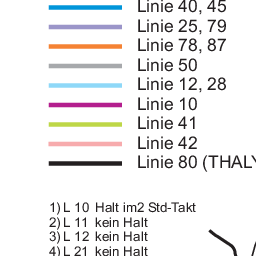 Linie 40, 45
Linie 25, 79
Linie 78, 87
Linie 50
Linie 12, 28
Linie 10
Linie 41
Linie 42
Linie 80 (THALY
1) L 10 Halt im2 Std-Takt
2) L 11 kein Halt
3) L 12 kein Halt
4) L 21 kein Halt